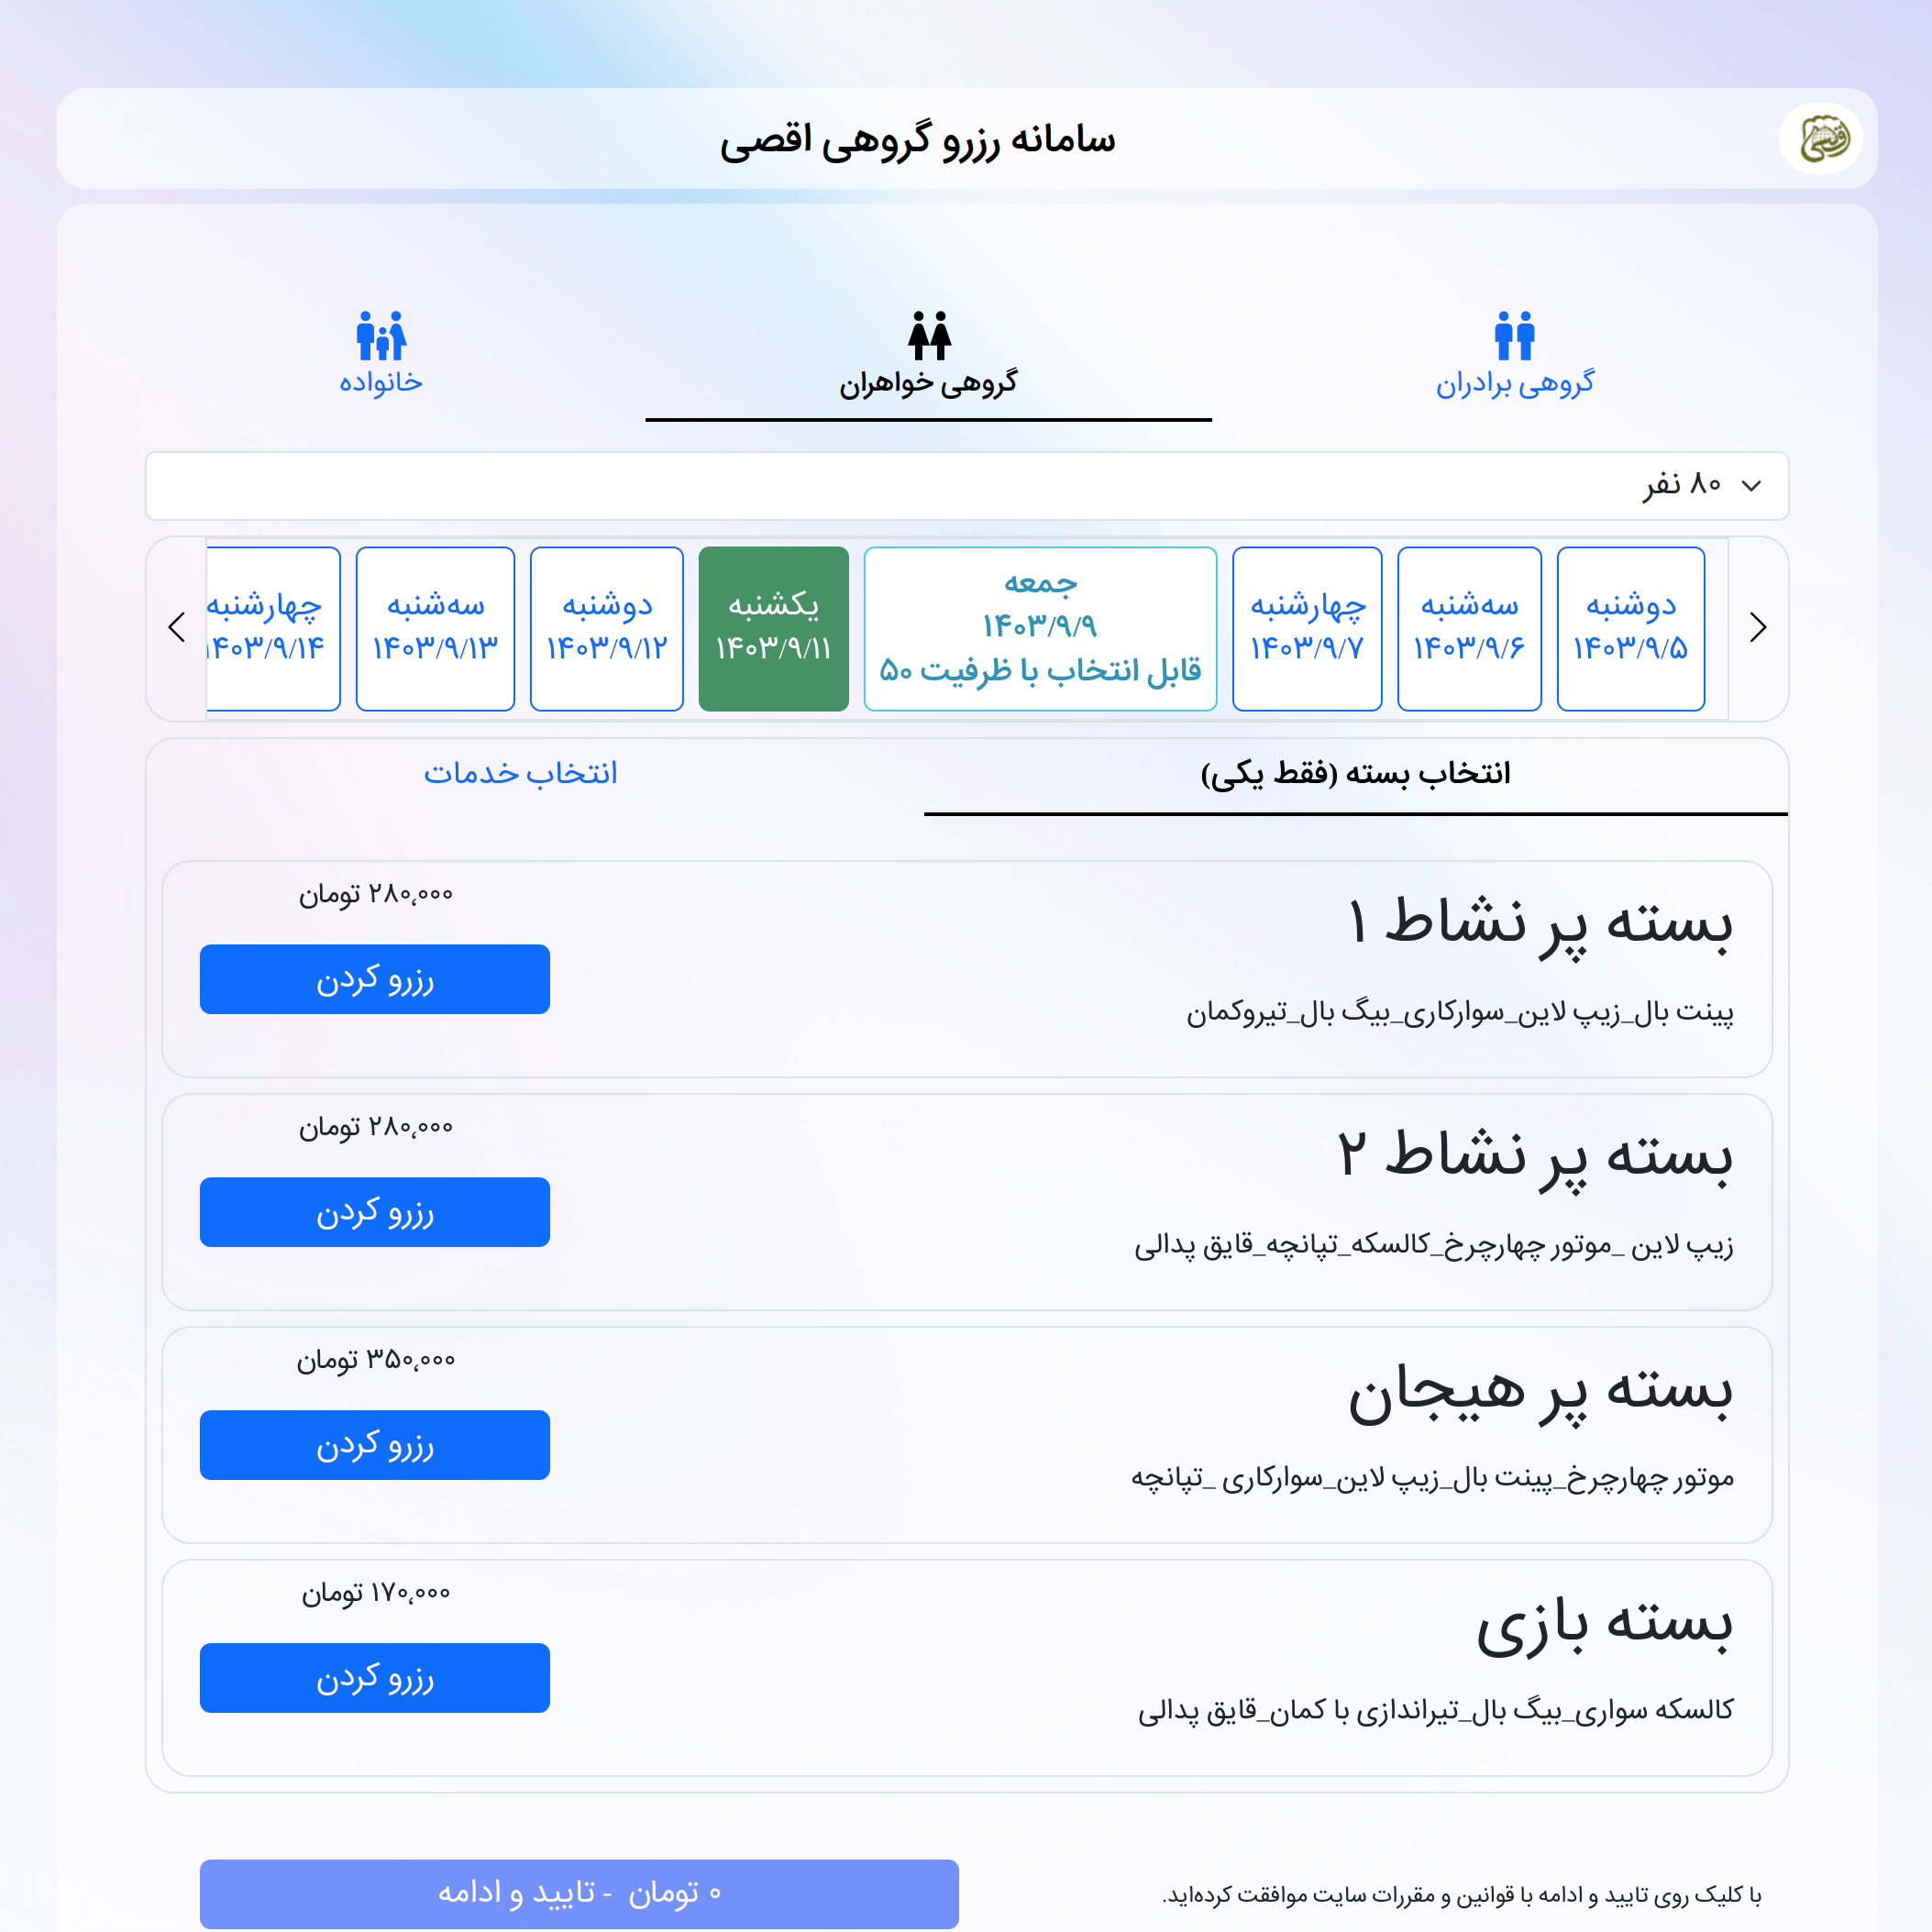 سامانه رزرو گروهی اقصی
گروهی برادران
گروهی خواهران
خانواده
۸۰ نفر
دوشنبه
۱۴۰۳/۹/۵
سه‌شنبه
۱۴۰۳/۹/۶
چهارشنبه
۱۴۰۳/۹/۷
جمعه
۱۴۰۳/۹/۹
قابل انتخاب با ظرفیت ۵۰
یکشنبه
۱۴۰۳/۹/۱۱
دوشنبه
۱۴۰۳/۹/۱۲
سه‌شنبه
۱۴۰۳/۹/۱۳
چهارشنبه
۱۴۰۳/۹/۱۴
انتخاب بسته (فقط یکی)
انتخاب خدمات
بسته پر نشاط ۱
پینت بال_زیپ لاین_سوارکاری_بیگ بال_تیروکمان
۲۸۰,۰۰۰ تومان
رزرو کردن
بسته پر نشاط ۲
زیپ لاین _موتور چهارچرخ_کالسکه_تپانچه_قایق پدالی
۲۸۰,۰۰۰ تومان
رزرو کردن
بسته پر هیجان
موتور چهارچرخ_پینت بال_زیپ لاین_سوارکاری _تپانچه
۳۵۰,۰۰۰ تومان
رزرو کردن
بسته بازی
کالسکه سواری_بیگ بال_تیراندازی با کمان_قایق پدالی
۱۷۰,۰۰۰ تومان
رزرو کردن
با کلیک روی تایید و ادامه با قوانین و مقررات سایت موافقت کرده‌اید.
۰ تومان - تایید و ادامه